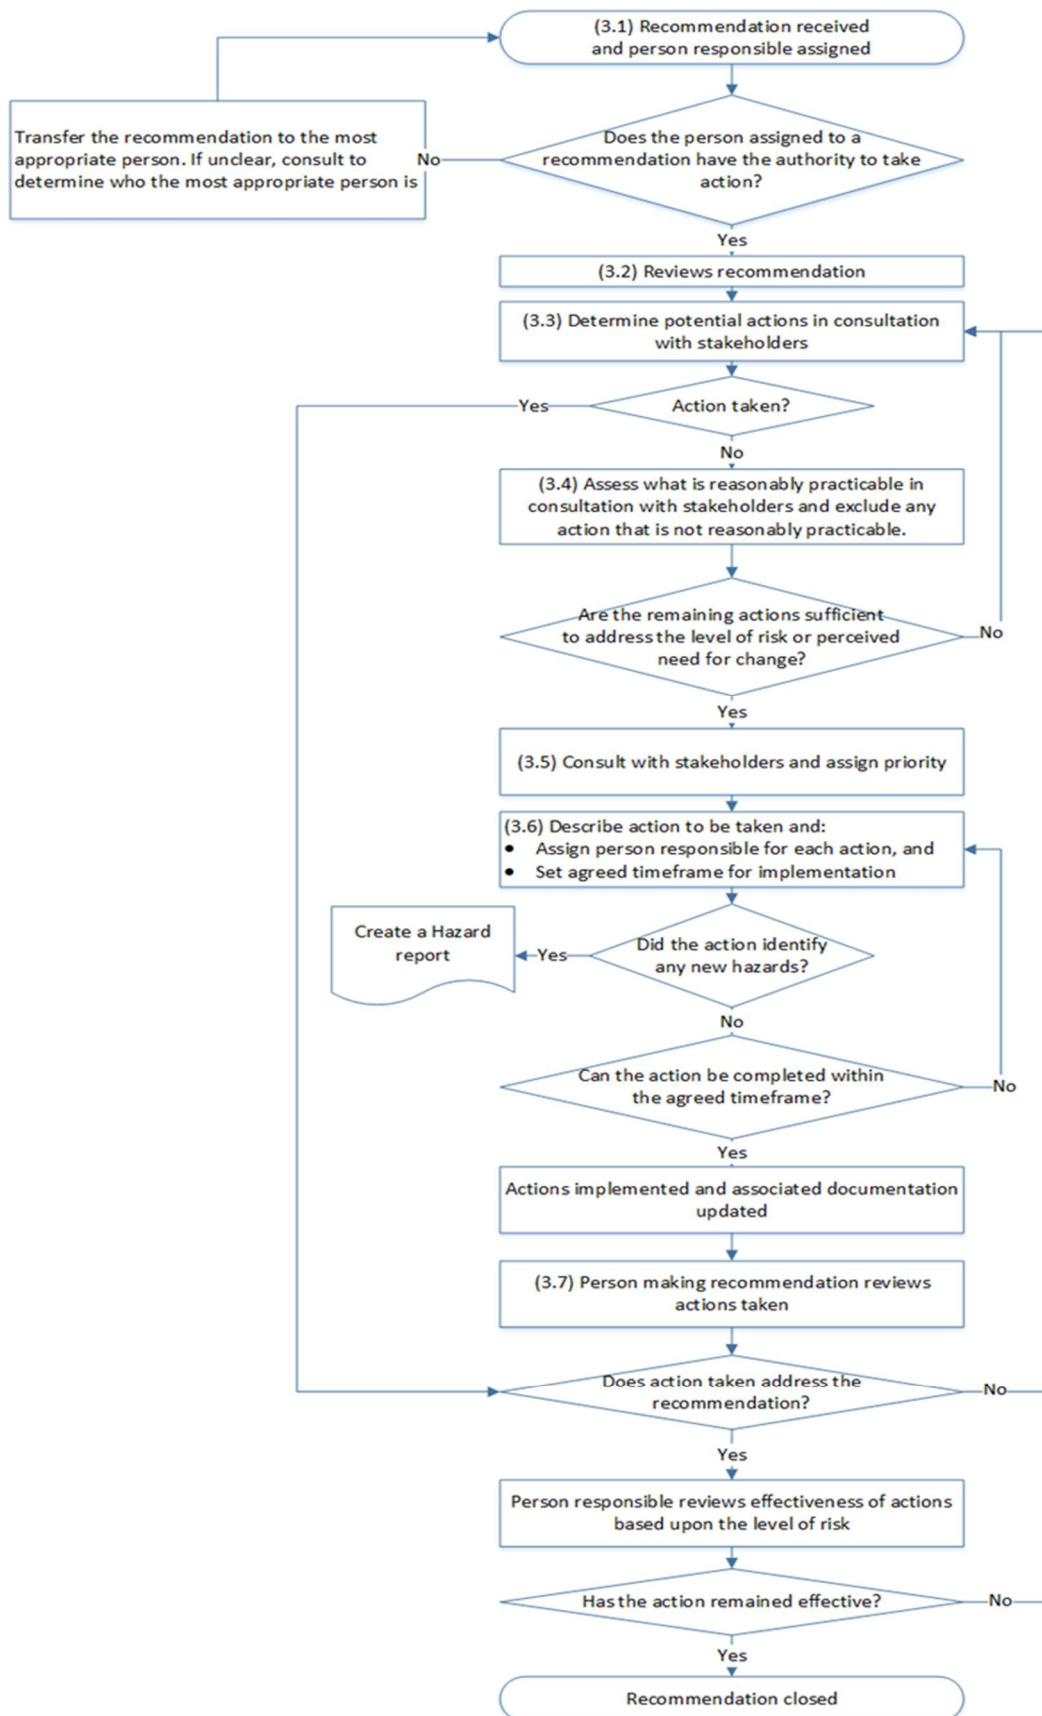 (3.1) Recommendation received
and person responsible assigned
Transfer the recommendation to the most
appropriate person. If unclear, consult to
determine who the most appropriate person is
No
Does the person assigned to a
recommendation have the authority to take
action?
Yes
(3.2) Reviews recommendation
(3.3) Determine potential actions in consultation
with stakeholders
Yes
Action taken?
No
(3.4) Assess what is reasonably practicable in
consultation with stakeholders and exclude any
action that is not reasonably practicable.
Are the remaining actions sufficient
to address the level of risk or perceived
need for change?
No
Yes
(3.5) Consult with stakeholders and assign priority
(3.6) Describe action to be taken and:
• Assign person responsible for each action, and
• Set agreed timeframe for implementation
Create a Hazard
report
Yes
Did the action identify
any new hazards?
No
Can the action be completed within
the agreed timeframe?
No
Yes
Actions implemented and associated documentation
updated
(3.7) Person making recommendation reviews
actions taken
Does action taken address the
recommendation?
No
Yes
Person responsible reviews effectiveness of actions
based upon the level of risk
Has the action remained effective?
No
Yes
Recommendation closed